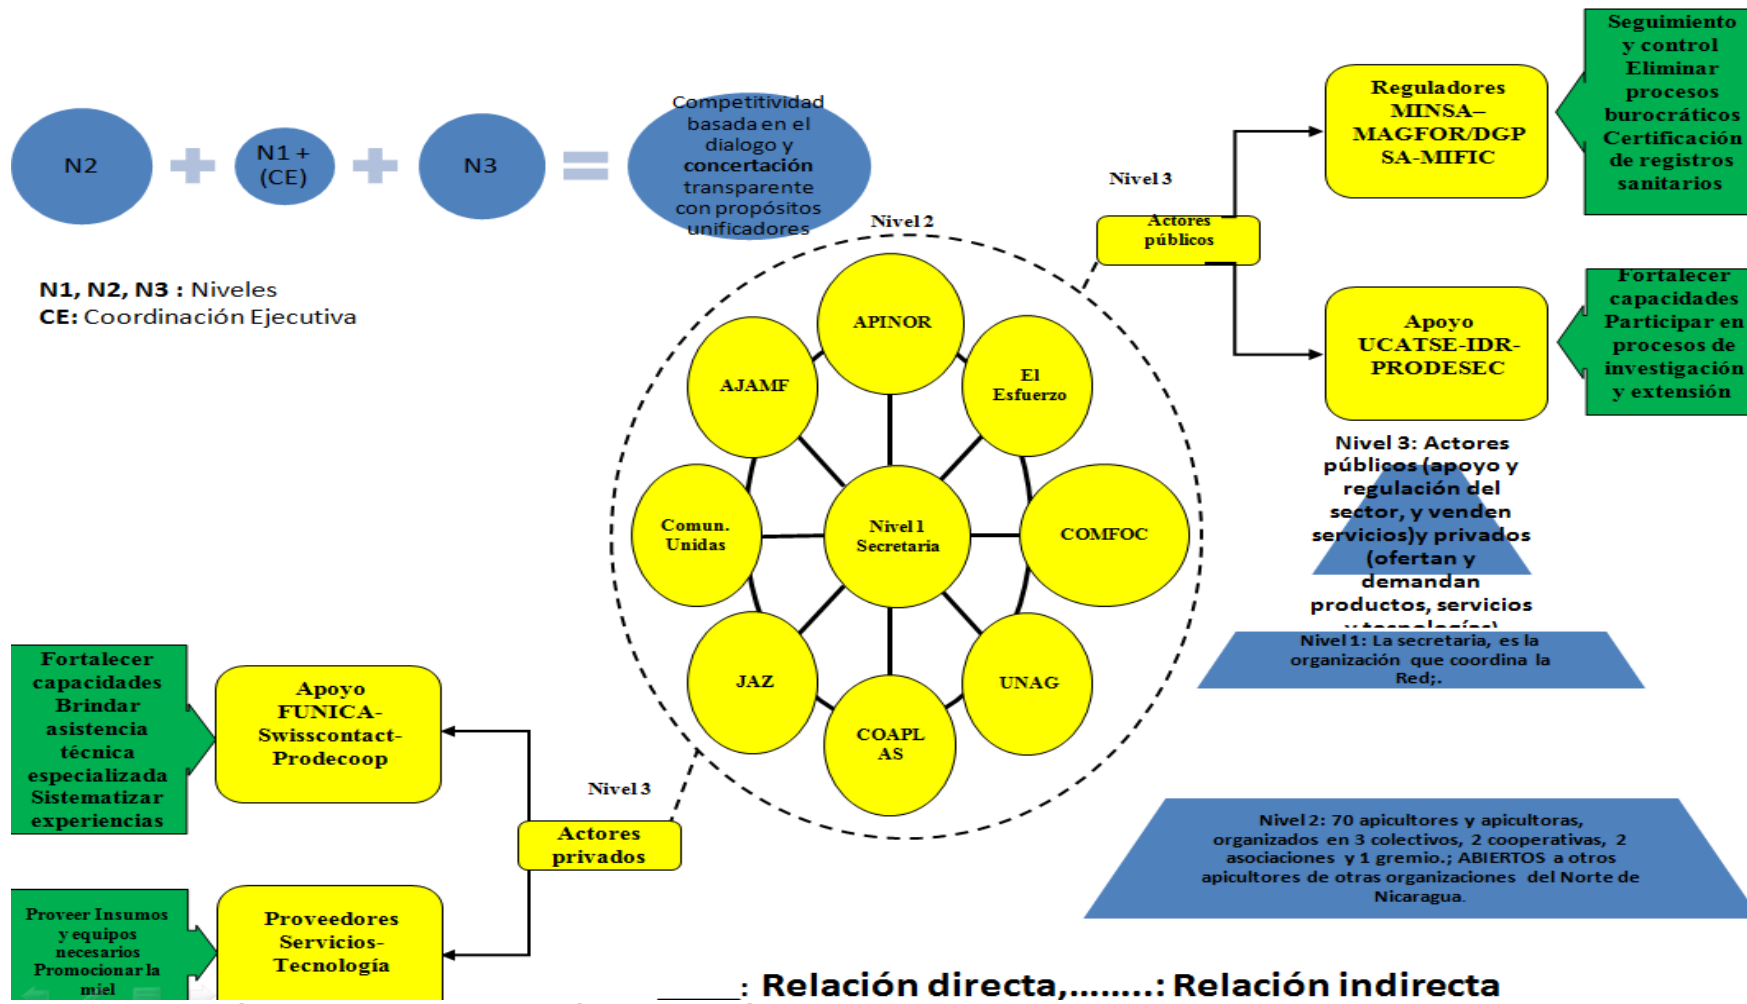 N2
N1 +
(CE)
N3
Competitividad
basada en el
dialogo y
concertación
transparente
con propósitos
unificadores
N1, N2, N3 : Niveles
CE: Coordinación Ejecutiva
Nivel 2
APINOR
El
Esfuerzo
COMFOC
UNAG
COAPL
AS
JAZ
Comun.
Unidas
AJAMF
Nivel 1
Secretaria
Nivel 3
Actores
públicos
Reguladores
MINSA–
MAGFOR/DGP
SA-MIFIC
Seguimiento
y control
Eliminar
procesos
burocráticos
Certificación
de registros
sanitarios
Apoyo
UCATSE-IDR-
PRODESEC
Fortalecer
capacidades
Participar en
procesos de
investigación
y extensión
Nivel 3: Actores
públicos (apoyo y
regulación del
sector, y venden
servicios)y privados
(ofertan y
demandan
productos, servicios
y tecnologías)
Nivel 1: La secretaria, es la
organización que coordina la
Red;.
Nivel 2: 70 apicultores y apicultoras,
organizados en 3 colectivos, 2 cooperativas, 2
asociaciones y 1 gremio.; ABIERTOS a otros
apicultores de otras organizaciones del Norte de
Nicaragua.
Nivel 3
Actores
privados
Apoyo
FUNICA-
Swisscontact-
Prodecoop
Fortalecer
capacidades
Brindar
asistencia
técnica
especializada
Sistematizar
experiencias
Proveedores
Servicios-
Tecnología
Proveer Insumos
y equipos
necesarios
Promocionar la
miel
_____: Relación directa,........: Relación indirecta